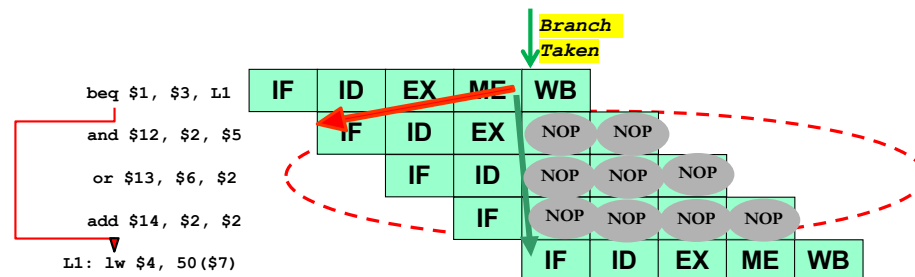 Branch
Taken
beq $1, $3, L1 IF ID EX ME WB
and $12, $2, $5 IF ID EX NOP NOP
or $13, $6, $2 IF ID NOP NOP NOP
add $14, $2, $2 IF NOP NOP NOP NOP
L1: lw $4, 50($7) IF ID EX ME WB